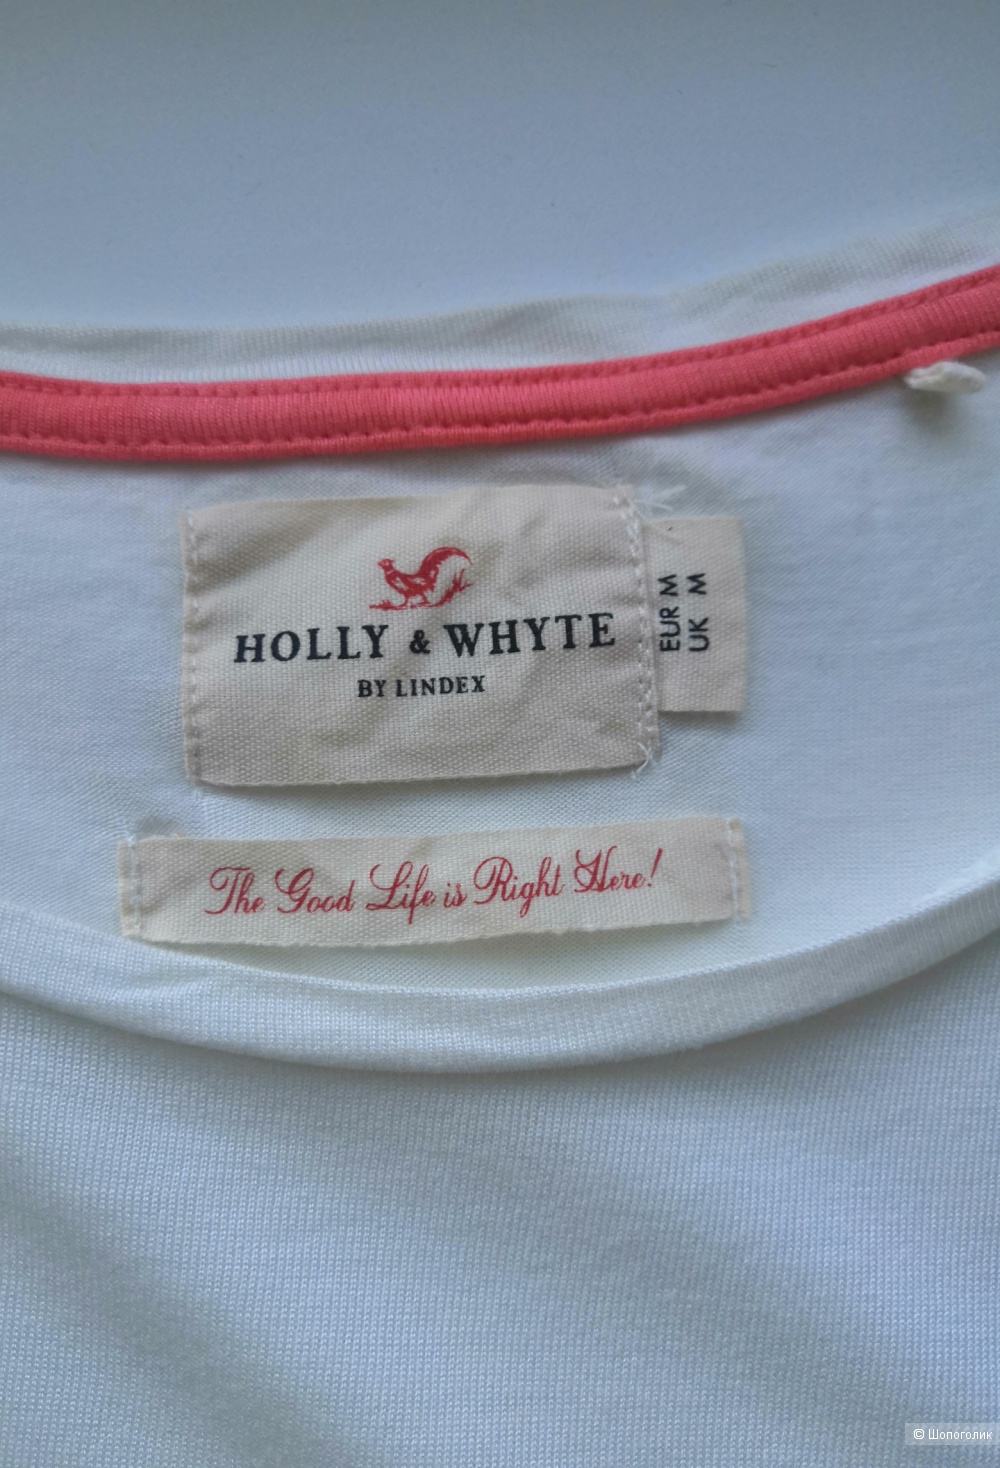 HOLLY & WHYTE
BY LINDEX
EUR M
UK M
The Good Life is Right Here!
© Шопоголик